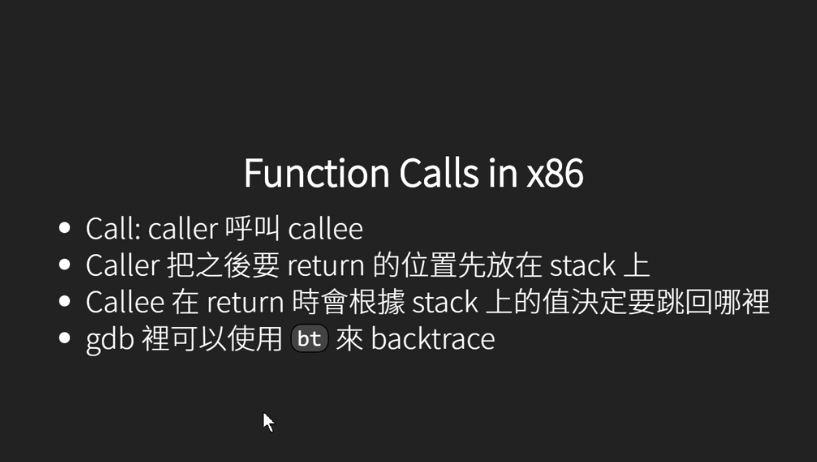 Function Calls in x86
Call: caller 呼叫 callee
Caller 把之後要 return 的位置先放在 stack 上
Callee 在 return 時會根據 stack 上的值決定要跳回哪裡
gdb 裡可以使用 bt 來 backtrace